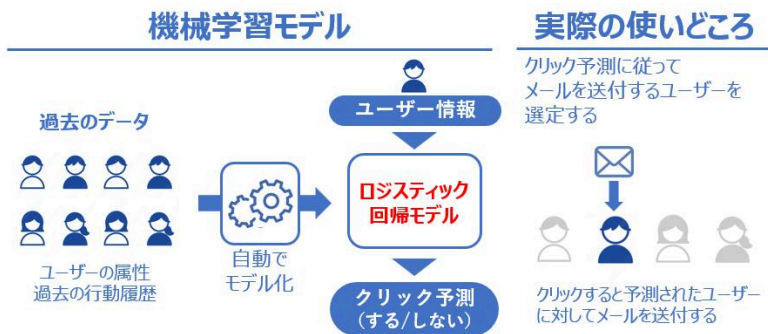 機械学習モデル
ユーザー情報
過去のデータ
ロジスティック
回帰モデル
自動で
モデル化
ユーザーの属性
過去の行動履歴
クリック予測
(する/しない)
実際の使いどころ
クリック予測に従って
メールを送付するユーザーを
選定する
クリックすると予測されたユーザー
に対してメールを送付する